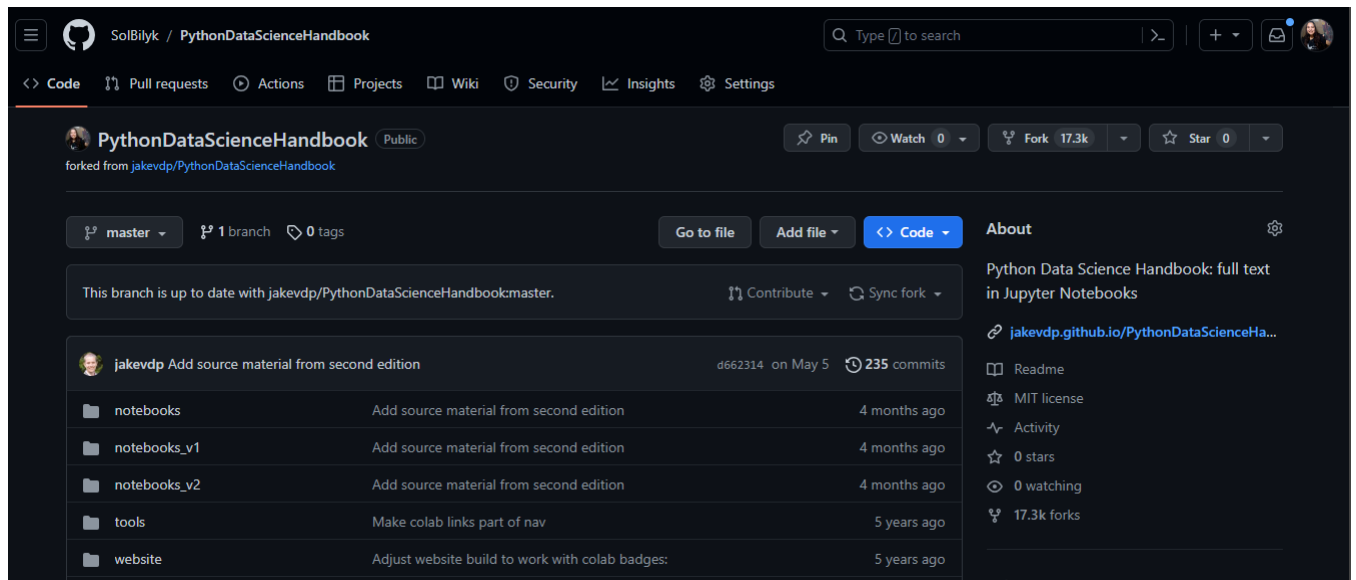 SolBilyk / PythonDataScienceHandbook
Type / to search
Code Pull requests Actions Projects Wiki Security Insights Settings
PythonDataScienceHandbook Public
Pin Watch 0 Fork 17.3k Star 0
forked from jakevdp/PythonDataScienceHandbook
master 1 branch 0 tags Go to file Add file Code
This branch is up to date with jakevdp/PythonDataScienceHandbook:master. Contribute Sync fork
jakevdp Add source material from second edition d662314 on May 5 235 commits
notebooks Add source material from second edition 4 months ago
notebooks_v1 Add source material from second edition 4 months ago
notebooks_v2 Add source material from second edition 4 months ago
tools Make colab links part of nav 5 years ago
website Adjust website build to work with colab badges: 5 years ago
About
Python Data Science Handbook: full text
in Jupyter Notebooks
jakevdp.github.io/PythonDataScienceHa...
Readme
MIT license
Activity
0 stars
0 watching
17.3k forks